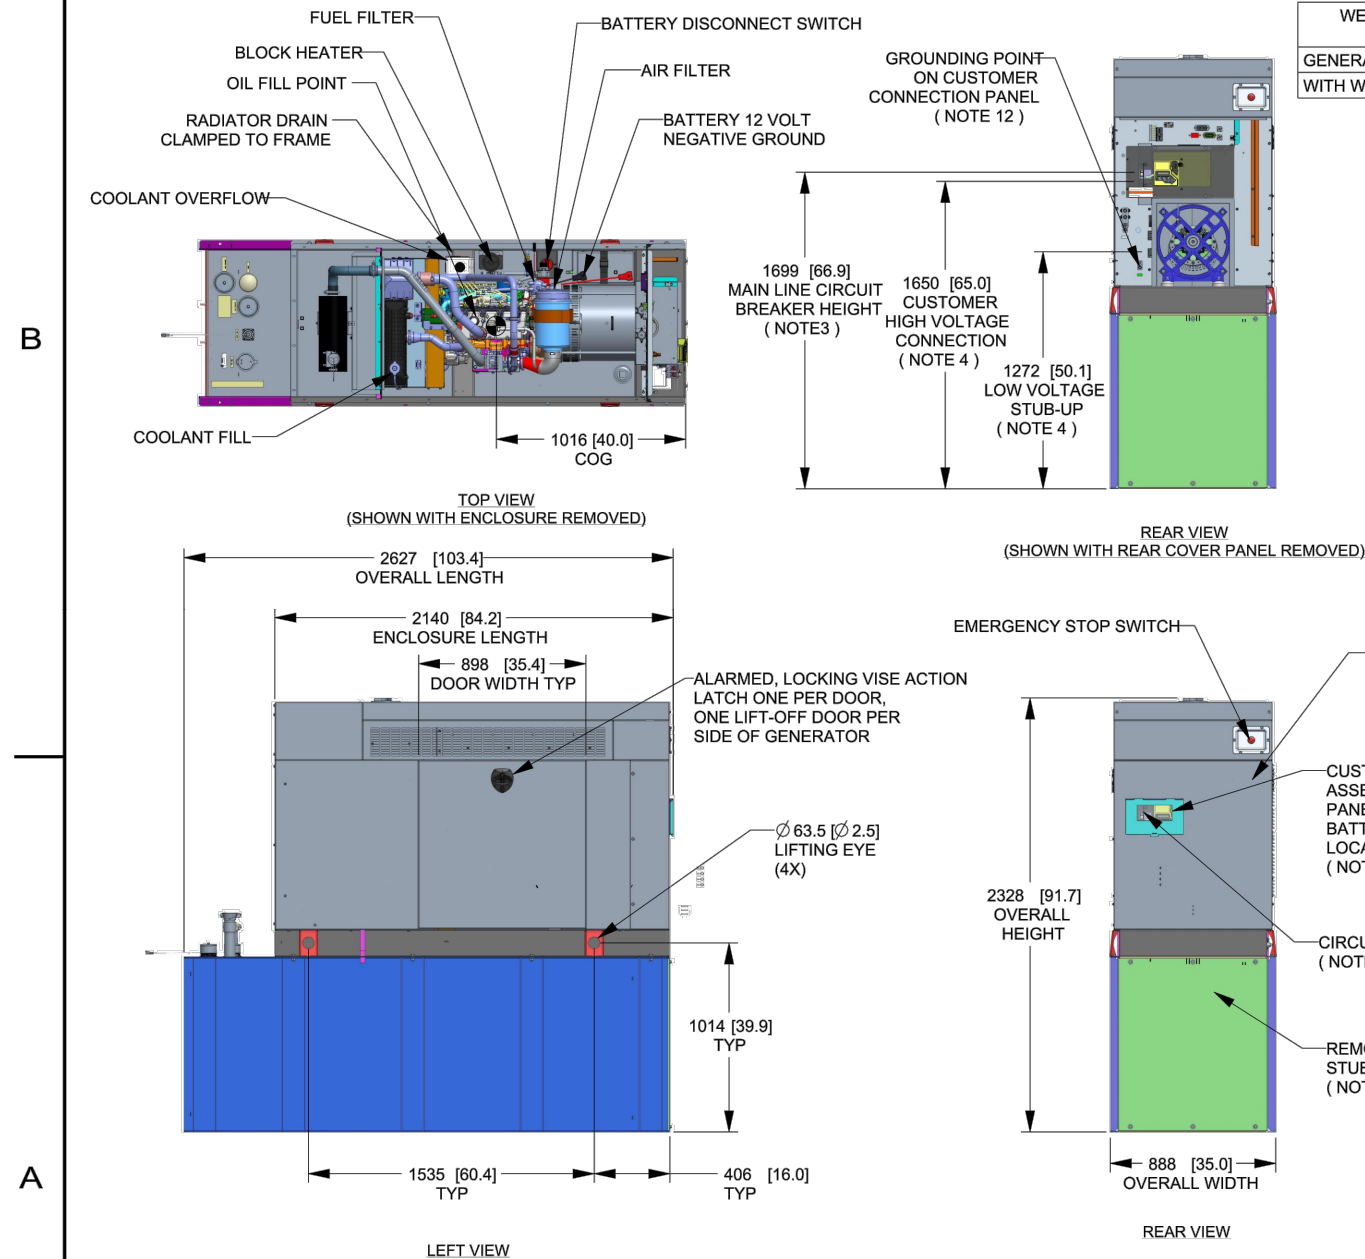 FUEL FILTER
BATTERY DISCONNECT SWITCH
BLOCK HEATER
AIR FILTER
OIL FILL POINT
RADIATOR DRAIN
CLAMPED TO FRAME
BATTERY 12 VOLT
NEGATIVE GROUND
COOLANT OVERFLOW
COOLANT FILL
1016 [40.0]
COG
TOP VIEW
(SHOWN WITH ENCLOSURE REMOVED)
GROUNDING POINT
ON CUSTOMER
CONNECTION PANEL
( NOTE 12 )
WE
GENERA
WITH W
1699 [66.9]
MAIN LINE CIRCUIT
BREAKER HEIGHT
( NOTE3 )
1650 [65.0]
CUSTOMER
HIGH VOLTAGE
CONNECTION
( NOTE 4 )
1272 [50.1]
LOW VOLTAGE
STUB-UP
( NOTE 4 )
REAR VIEW
(SHOWN WITH REAR COVER PANEL REMOVED)
B
2627 [103.4]
OVERALL LENGTH
2140 [84.2]
ENCLOSURE LENGTH
898 [35.4]
DOOR WIDTH TYP
ALARMED, LOCKING VISE ACTION
LATCH ONE PER DOOR,
ONE LIFT-OFF DOOR PER
SIDE OF GENERATOR
∅ 63.5 [∅ 2.5]
LIFTING EYE
(4X)
1014 [39.9]
TYP
1535 [60.4]
TYP
406 [16.0]
TYP
LEFT VIEW
A
EMERGENCY STOP SWITCH
2328 [91.7]
OVERALL
HEIGHT
CUST
ASSE
PANE
BATT
LOCA
( NOT
CIRCU
( NOT
REMO
STUB
( NOT
888 [35.0]
OVERALL WIDTH
REAR VIEW